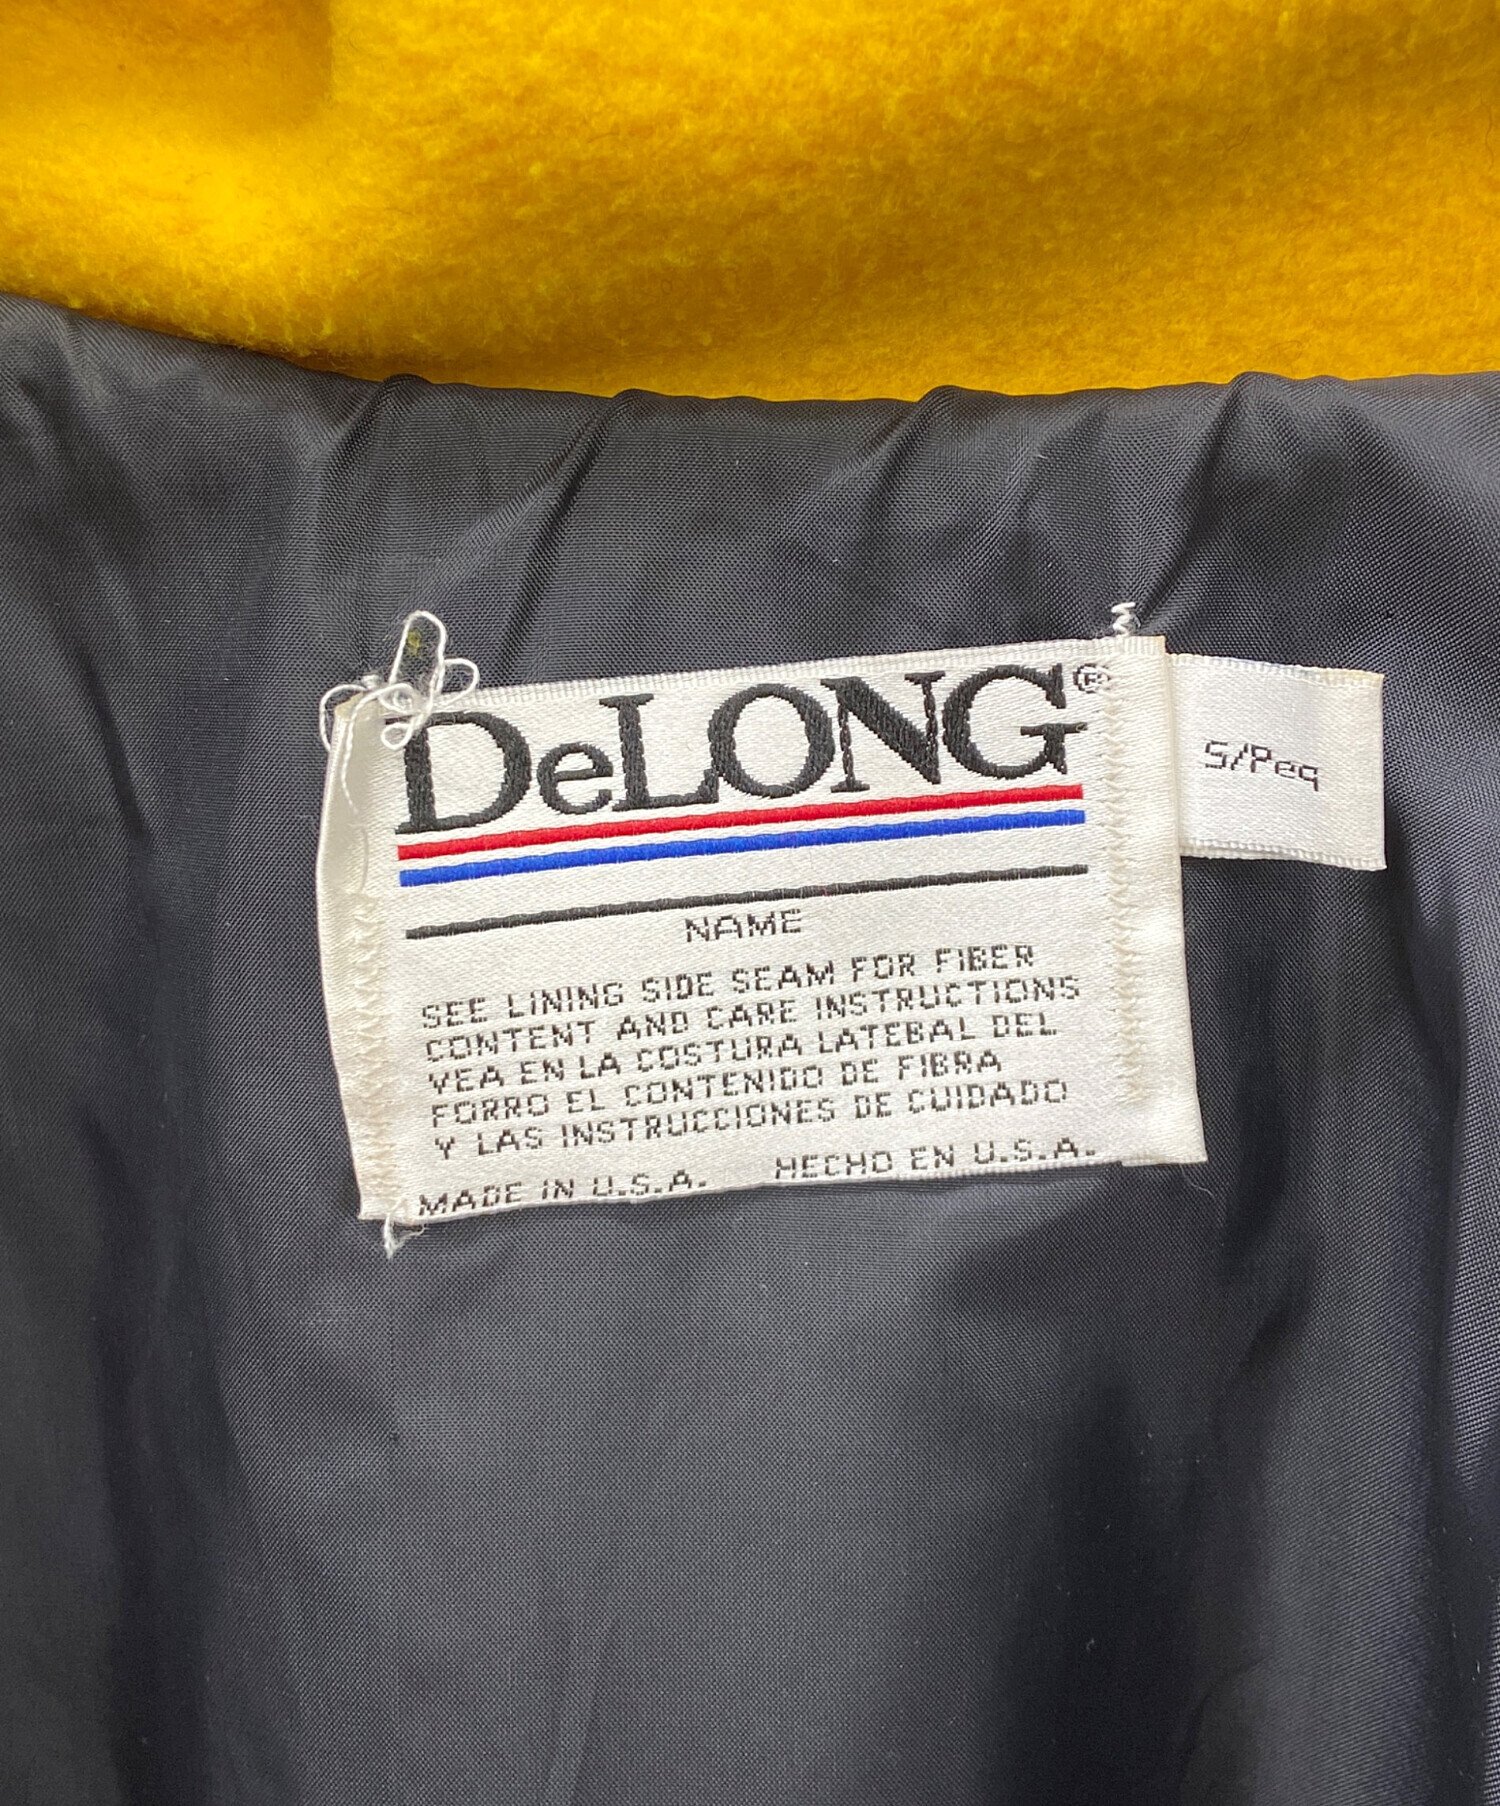 DeLONG®
S/Peq
NAME
SEE LINING SIDE SEAM FOR FIBER
CONTENT AND CARE INSTRUCTIONS
VEA EN LA COSTURA LATEBAL DEL
FORRO EL CONTENIDO DE FIBRA
Y LAS INSTRUCCIONES DE CUIDADO
MADE IN U.S.A. HECHO EN U.S.A.